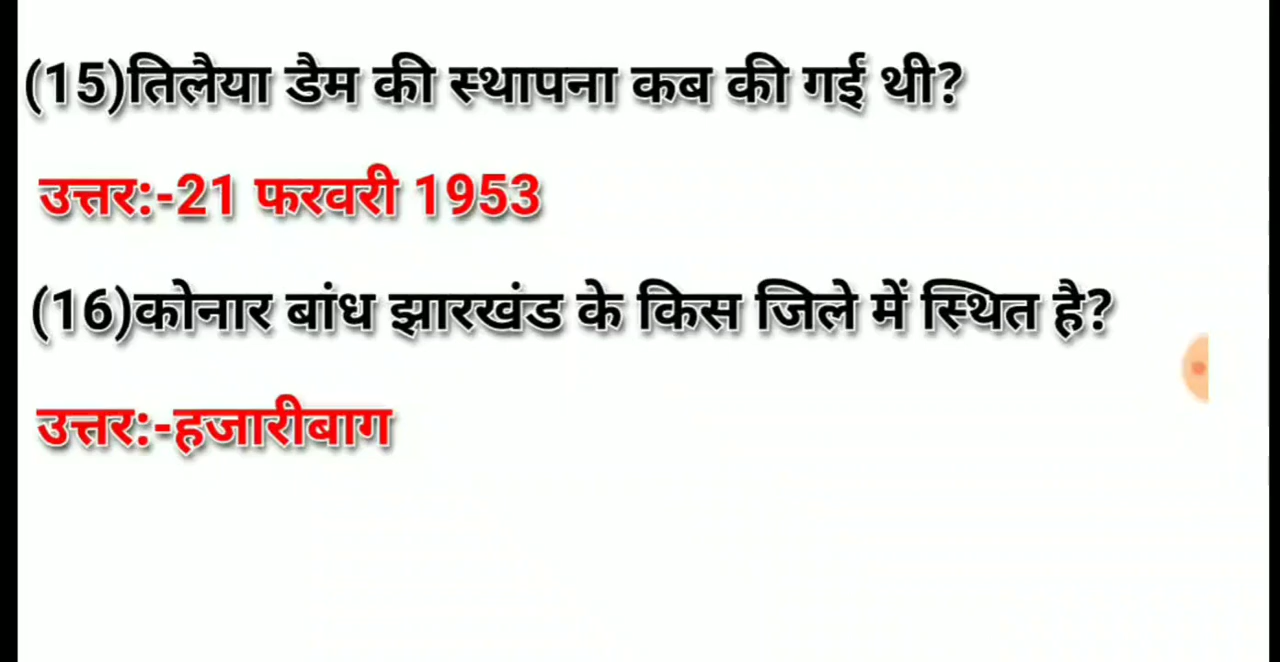 (15)तिलैया डैम की स्थापना कब की गई थी?
उत्तर:-21 फरवरी 1953
(16)कोनार बांध झारखंड के किस जिले में स्थित है?
उत्तर:-हजारीबाग